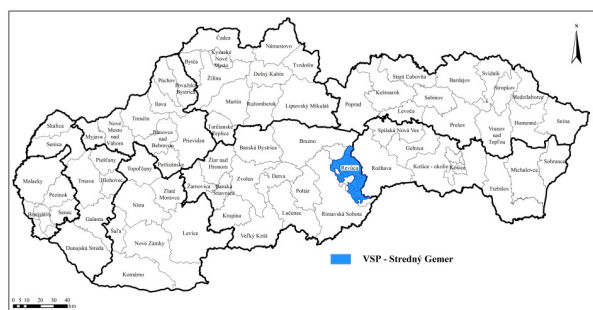 S
Čadca
Námestovo
Kysucké
Nové
Mesto
Bytča
Tvrdošín
Žilina
Dolný Kubín
Púchov
Považská
Bystrica
Martin
Ružomberok
Liptovský Mikuláš
Ilava
Turčianske
Teplice
Trenčín
Nové
Mesto
nad
Váhom
Bánovce
nad
Bebravou
Prievidza
Partizánske
Myjava
Skalica
Senica
Stará Ľubovňa
Kežmarok
Poprad
Levoča
Sabinov
Bardejov
Svidník
Stropkov
Medzilaborce
Prešov
Vranov
nad
Topľou
Humenné
Snina
Spišská Nová Ves
Gelnica
Rožňava
Košice - okolie
Košice
Michalovce
Sobrance
Trebišov
Banská Bystrica
Brezno
Revúca
Žiar nad
Hronom
Zvolen
Detva
Poltár
Žarnovica
Banská
Štiavnica
Krupina
Lučenec
Rimavská Sobota
Veľký Krtíš
Piešťany
Topoľčany
Hlohovec
Trnava
Zlaté
Moravce
Nitra
Malacky
Pezinok
Bratislava
Senec
Galanta
Šaľa
Levice
Dunajská Streda
Nové Zámky
Komárno
VSP - Stredný Gemer
0 5 10 20 30 40
km